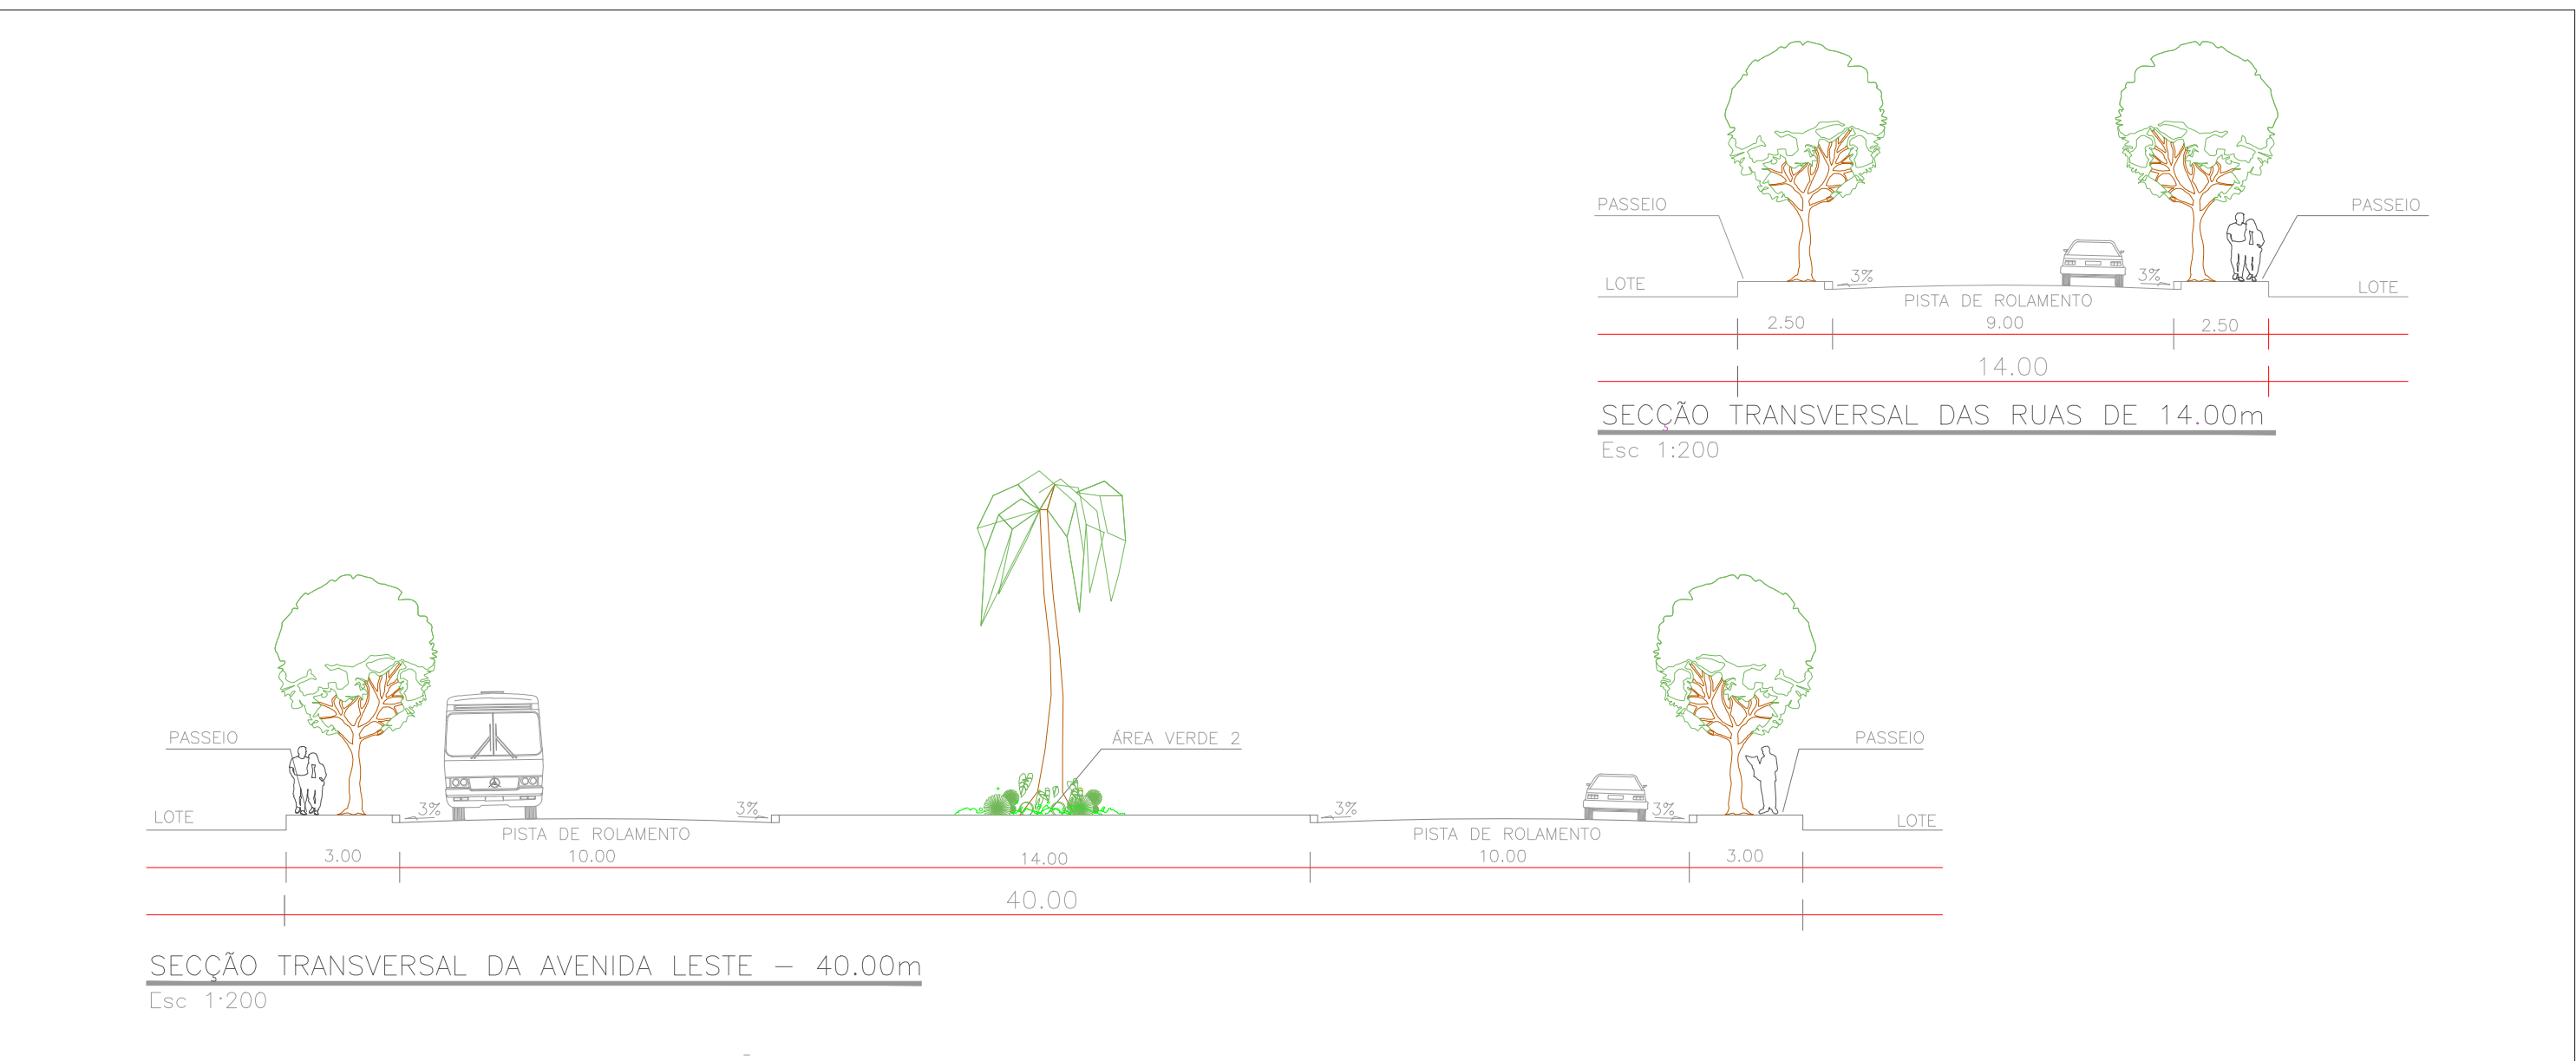 PASSEIO
PASSEIO
3%
3%
LOTE
LOTE
PISTA DE ROLAMENTO
2.50
9.00
2.50
14.00
SECÇÃO TRANSVERSAL DAS RUAS DE 14.00m
Esc 1:200
PASSEIO
ÁREA VERDE 2
PASSEIO
3%
3%
3%
3%
LOTE
LOTE
PISTA DE ROLAMENTO
PISTA DE ROLAMENTO
3.00
10.00
14.00
10.00
3.00
40.00
SECÇÃO TRANSVERSAL DA AVENIDA LESTE – 40.00m
Esc 1:200